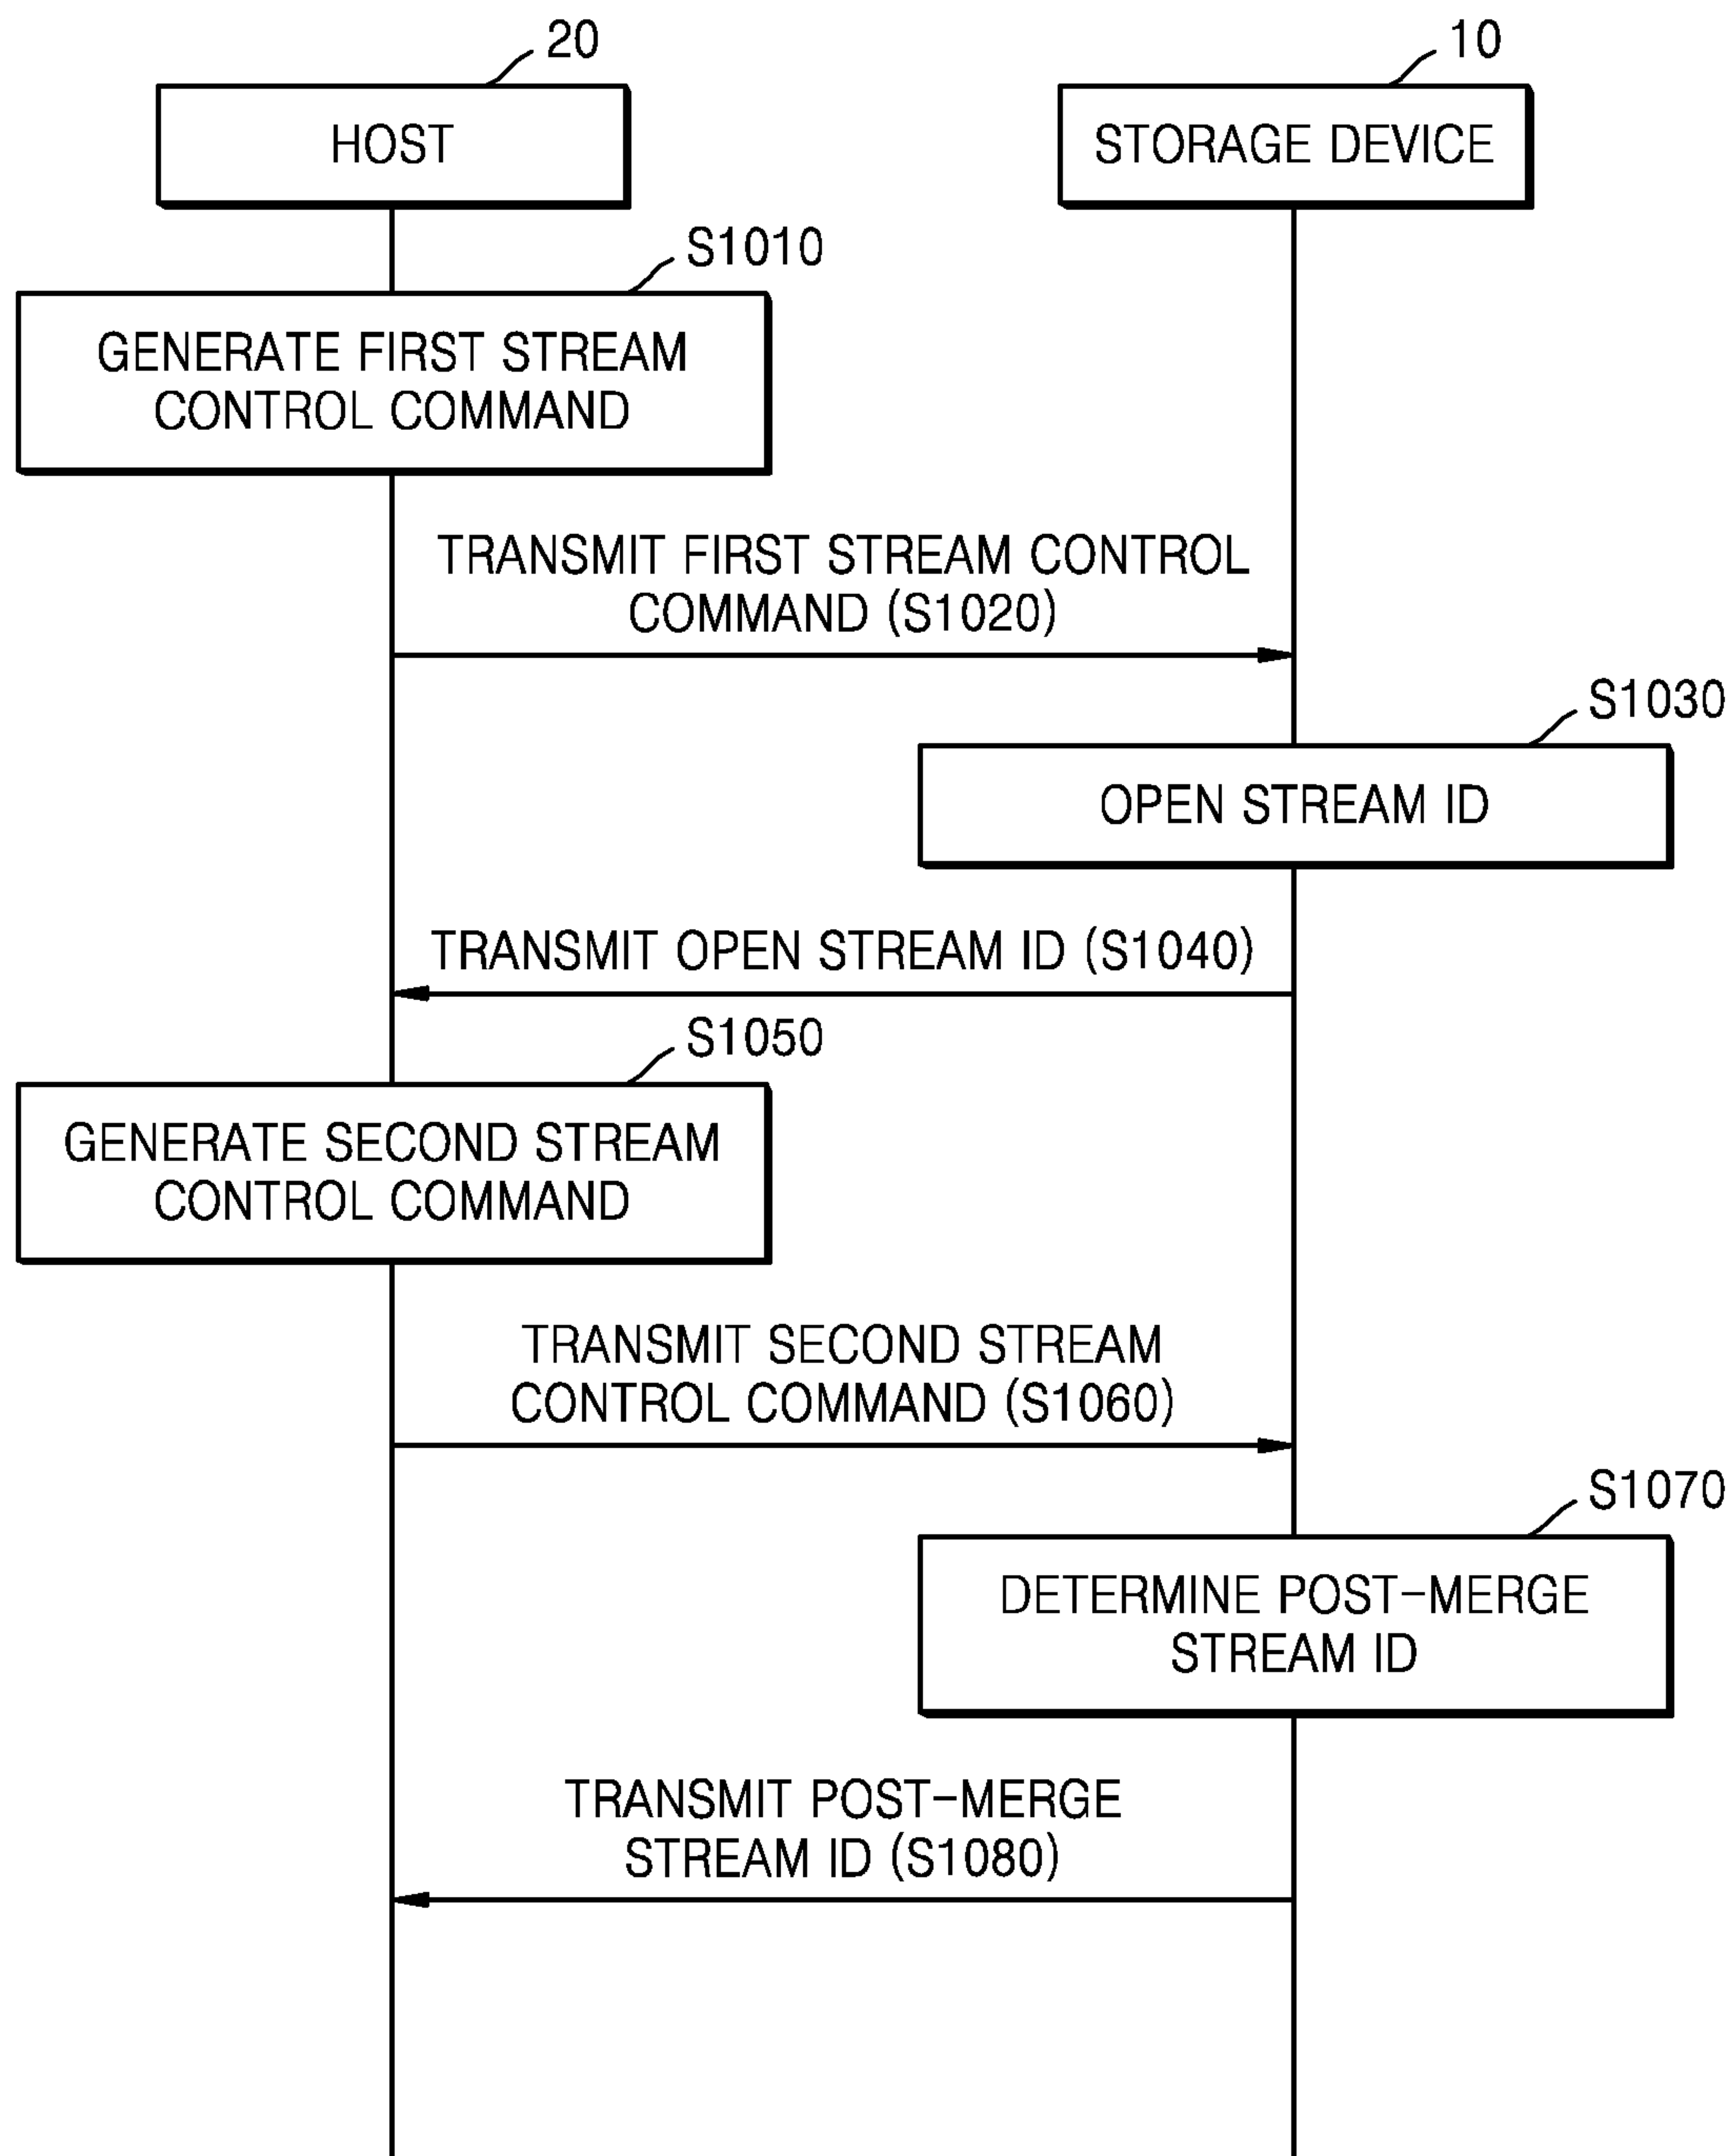 20
10
HOST
STORAGE DEVICE
S1010
GENERATE FIRST STREAM
CONTROL COMMAND
TRANSMIT FIRST STREAM CONTROL
COMMAND (S1020)
S1030
OPEN STREAM ID
TRANSMIT OPEN STREAM ID (S1040)
S1050
GENERATE SECOND STREAM
CONTROL COMMAND
TRANSMIT SECOND STREAM
CONTROL COMMAND (S1060)
S1070
DETERMINE POST-MERGE
STREAM ID
TRANSMIT POST-MERGE
STREAM ID (S1080)